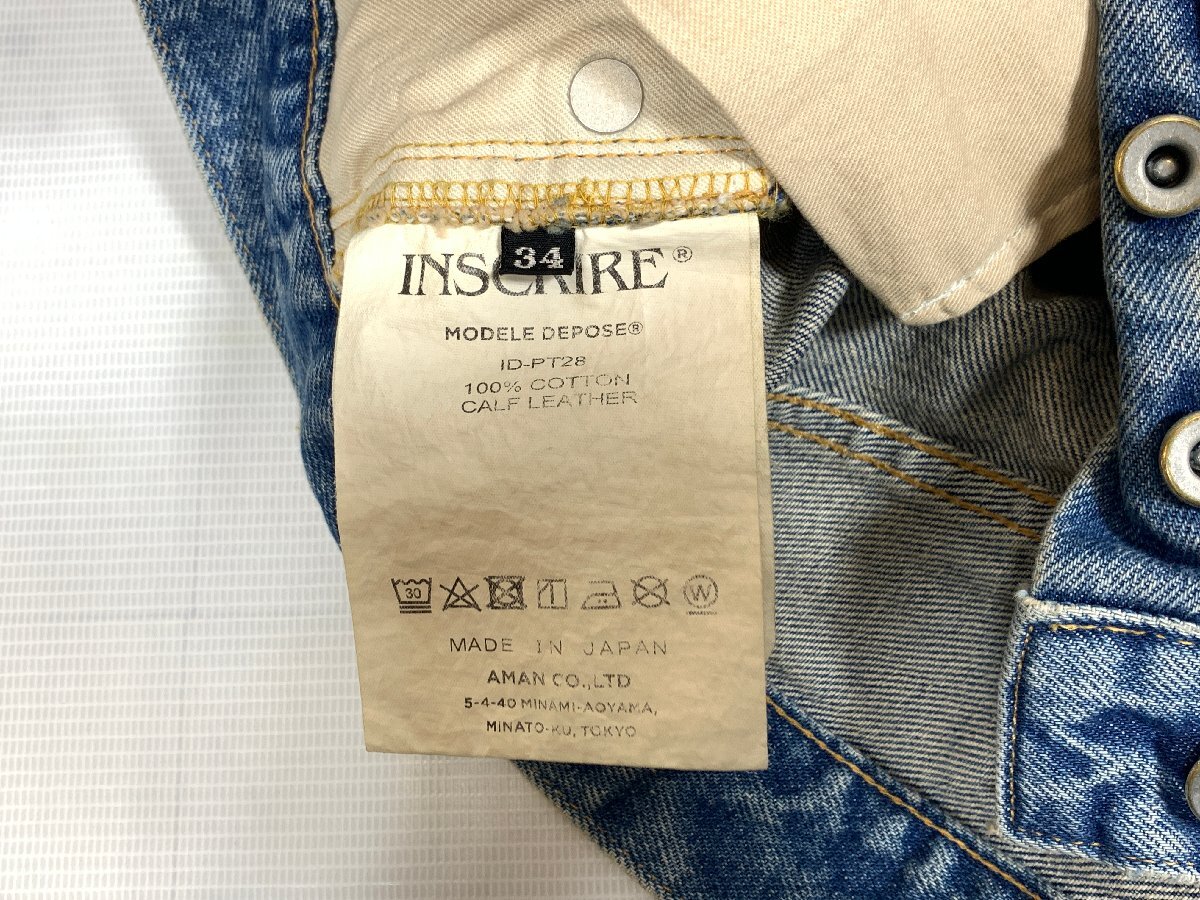 34
INSCRIRE®
MODELE DEPOSE®
ID-PT28
100% COTTON
CALF LEATHER
30
W
MADE IN JAPAN
AMAN CO.,LTD
5-4-40 MINAMI-AOYAMA,
MINATO-KU, TOKYO